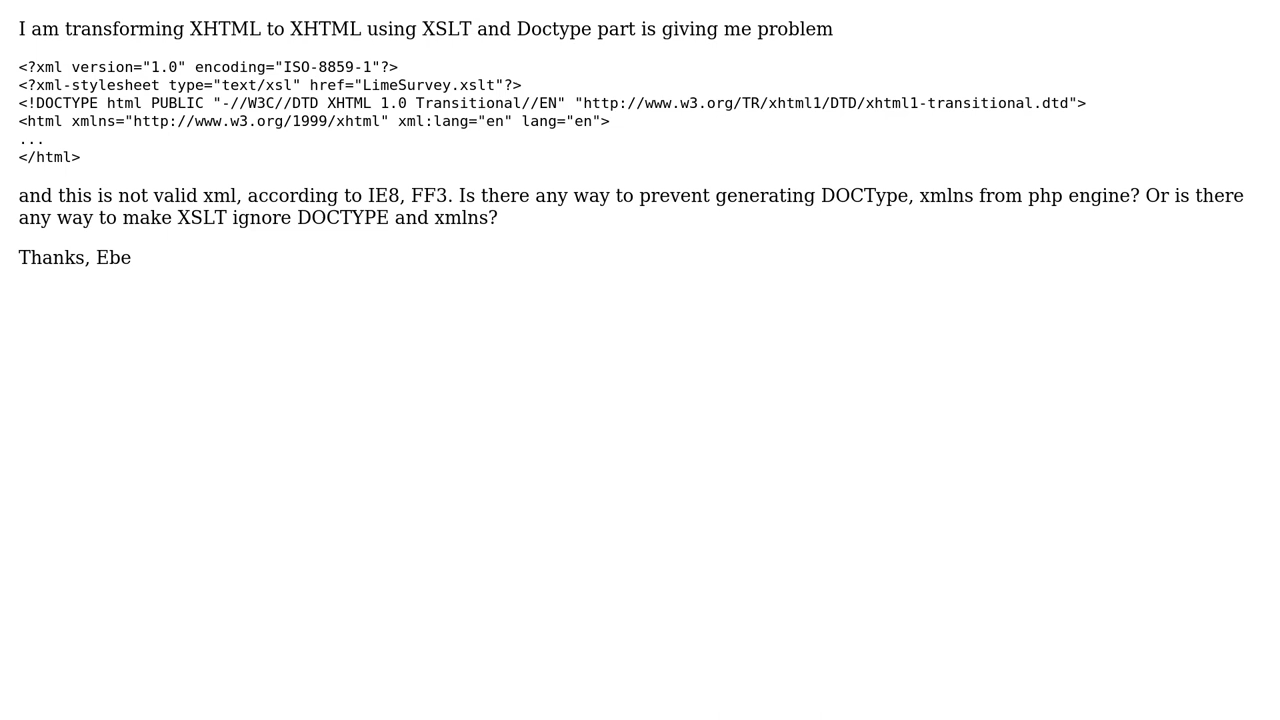 I am transforming XHTML to XHTML using XSLT and Doctype part is giving me problem
<?xml version="1.0" encoding="ISO-8859-1"?>
<?xml-stylesheet type="text/xsl" href="LimeSurvey.xslt"?>
<!DOCTYPE html PUBLIC "-//W3C//DTD XHTML 1.0 Transitional//EN" "http://www.w3.org/TR/xhtml1/DTD/xhtml1-transitional.dtd">
<html xmlns="http://www.w3.org/1999/xhtml" xml:lang="en" lang="en">
...
</html>
and this is not valid xml, according to IE8, FF3. Is there any way to prevent generating DOCType, xmlns from php engine? Or is there
any way to make XSLT ignore DOCTYPE and xmlns?
Thanks, Ebe